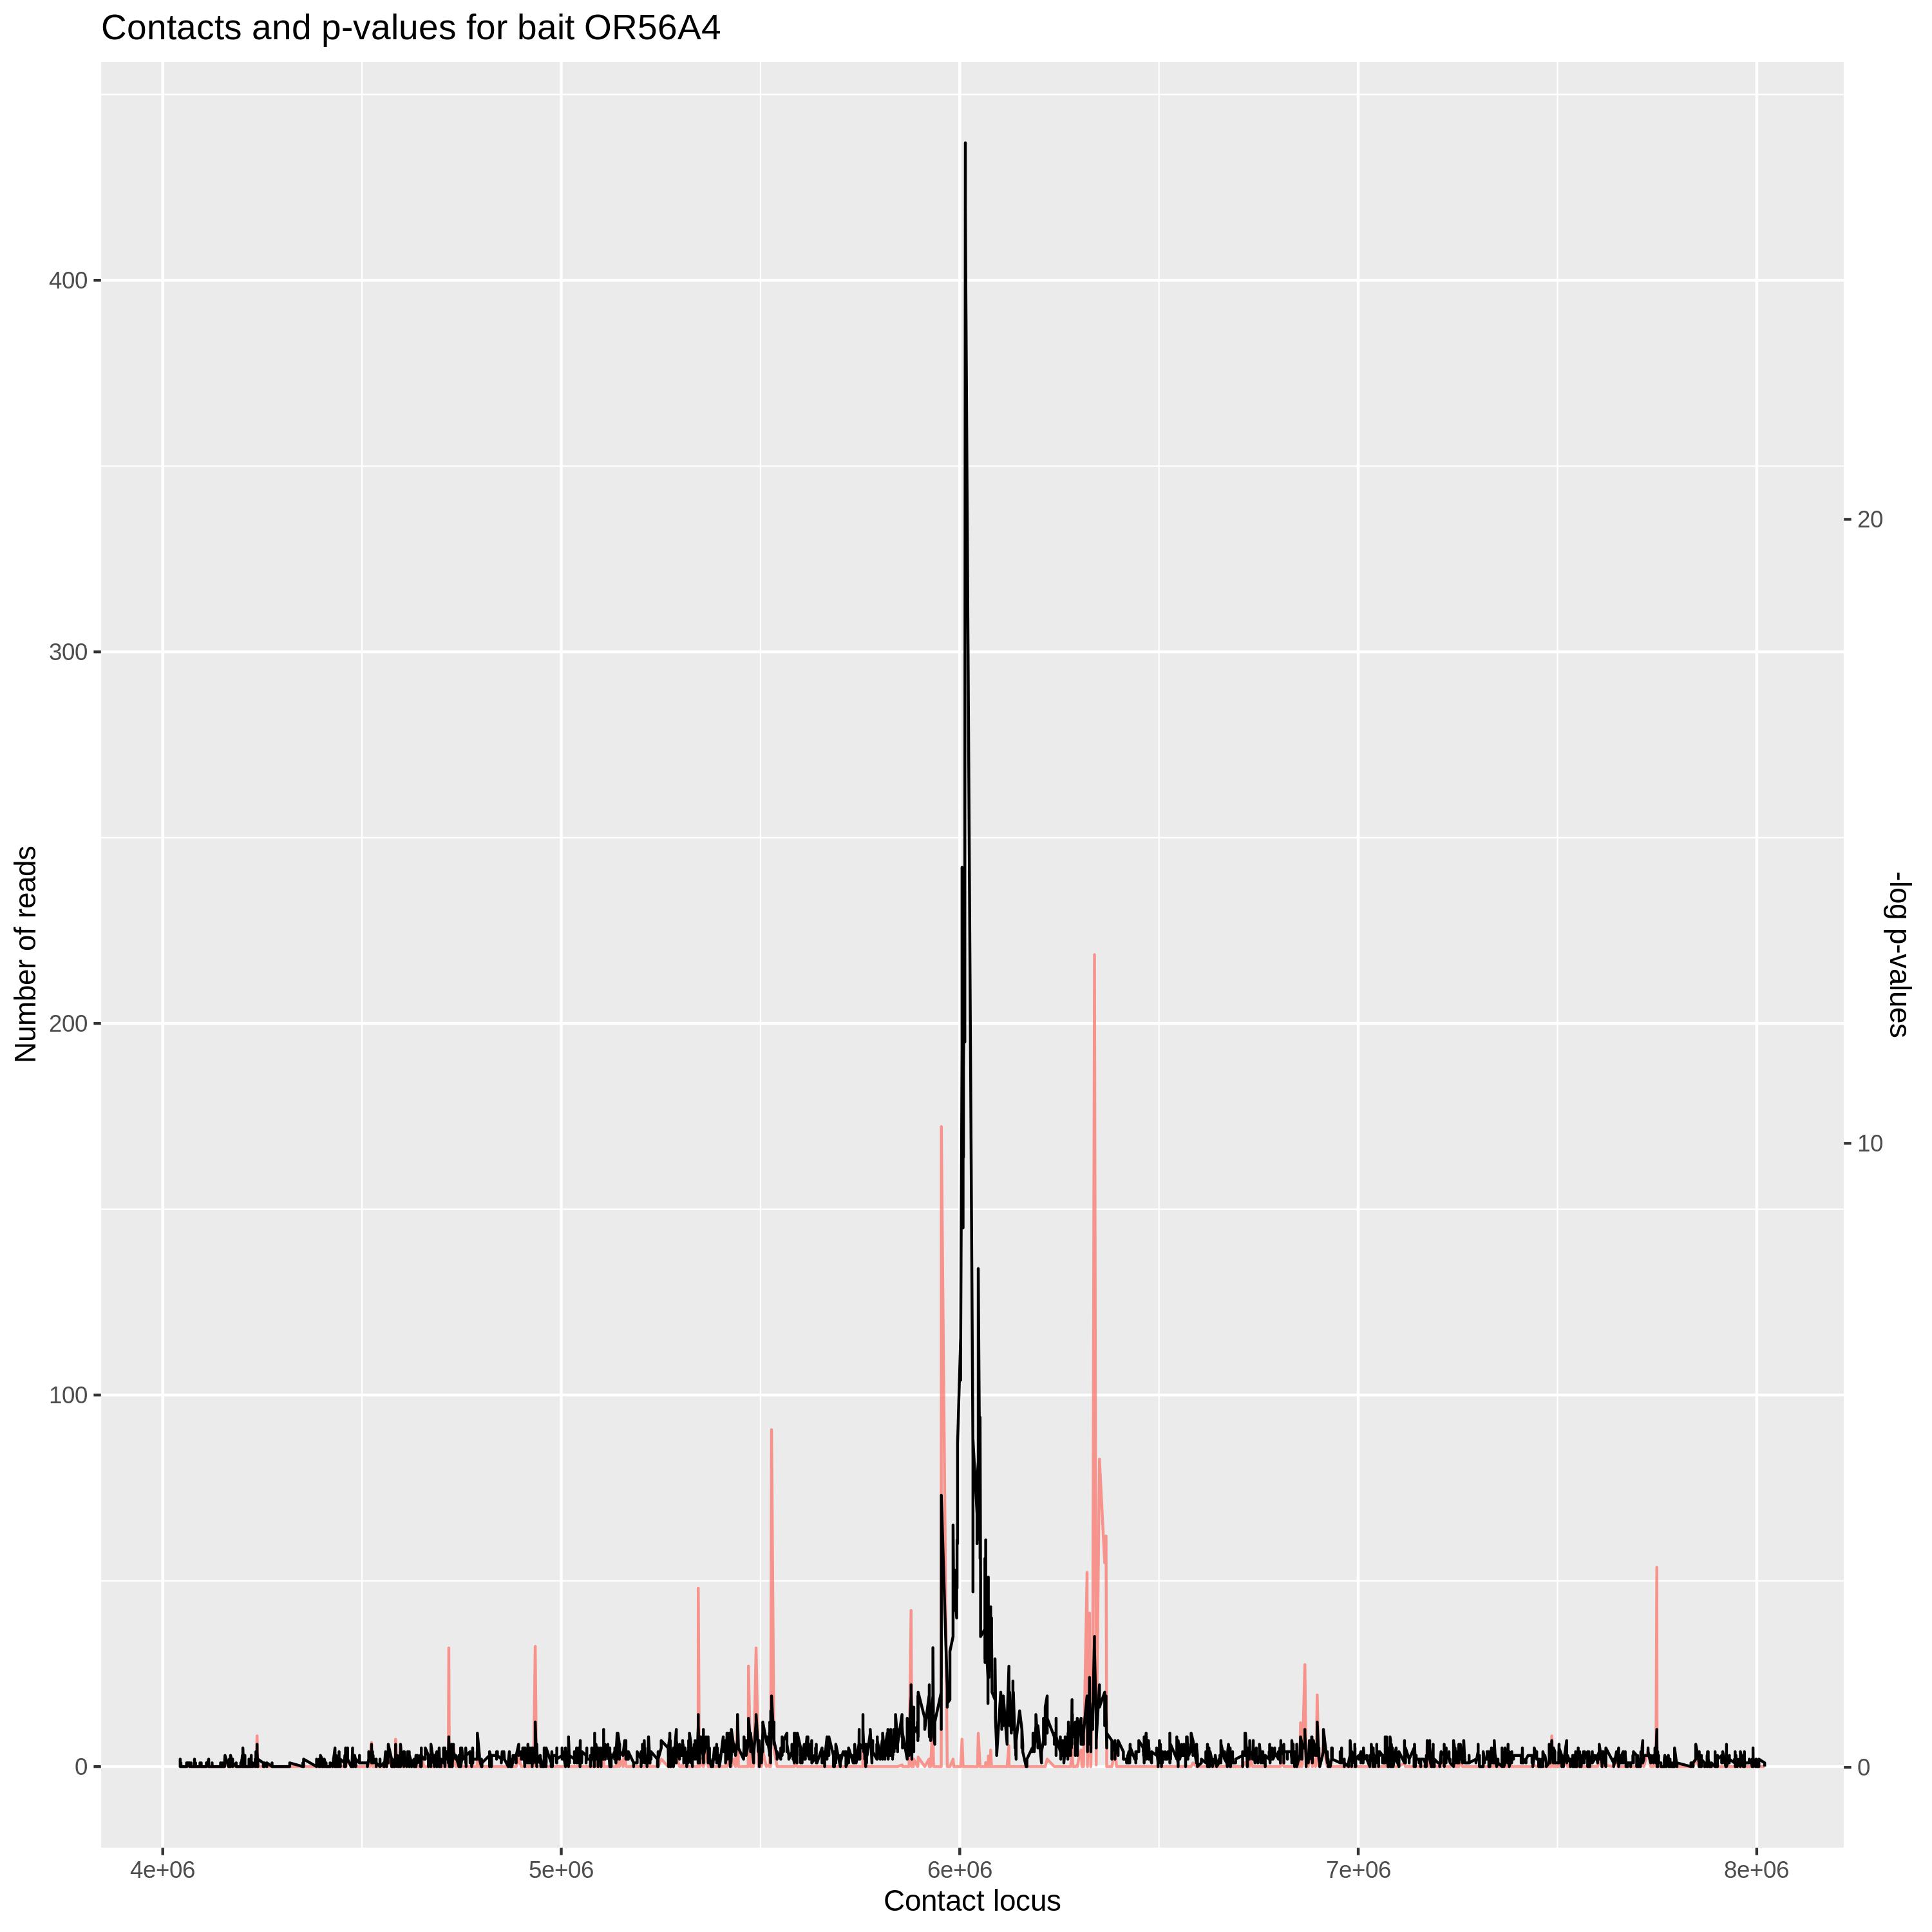 Contacts and p-values for bait OR56A4
400
300
200
100
0
Number of reads
20
10
0
-log p-values
4e+06 5e+06 6e+06 7e+06 8e+06
Contact locus